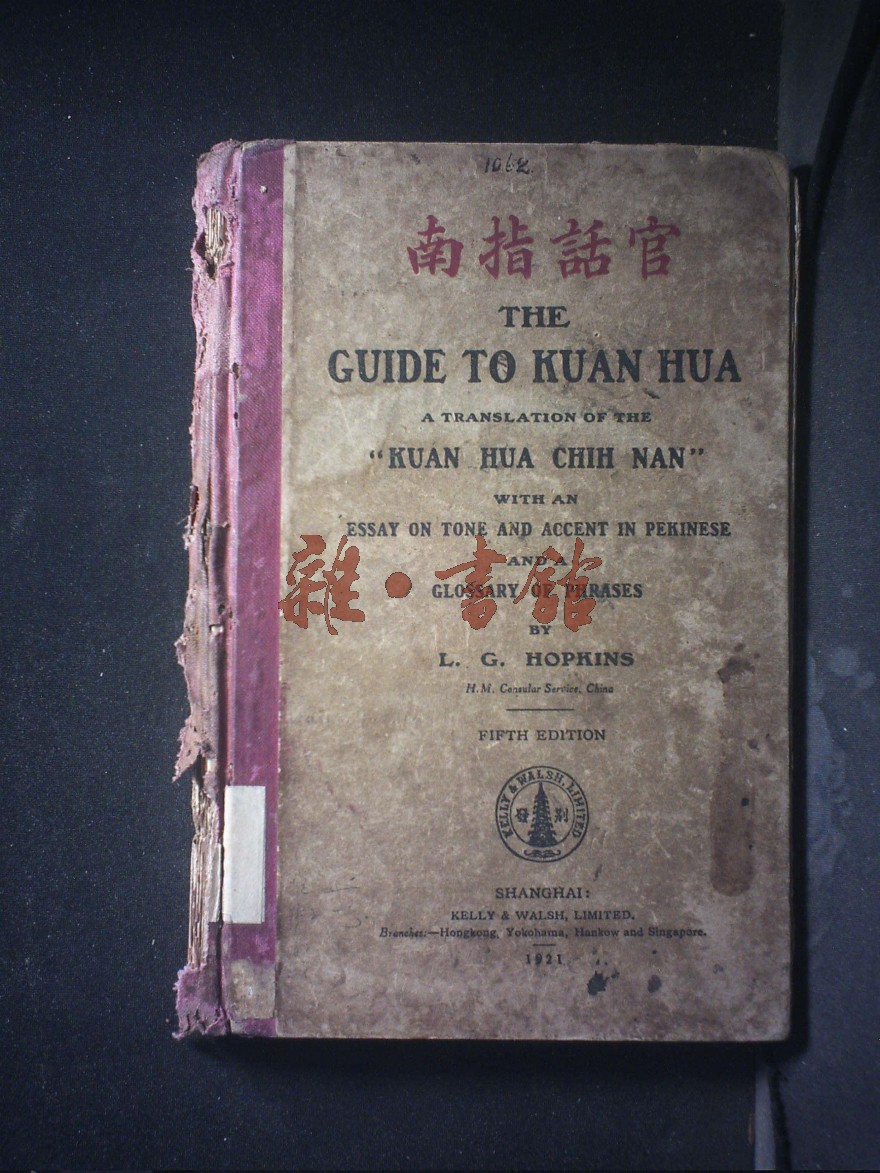 1062.
官話指南
THE
GUIDE TO KUAN HUA
A TRANSLATION OF THE
“KUAN HUA CHIH NAN”
WITH AN
ESSAY ON TONE AND ACCENT IN PEKINESE
AND A
雜·書館
GLOSSARY OF PHRASES
BY
L. G. HOPKINS
H.M. Consular Service, China
FIFTH EDITION
KELLY & WALSH, LIMITED
發別
SHANGHAI:
KELLY & WALSH, LIMITED.
Branches.—Hongkong, Yokohama, Hankow and Singapore.
1921